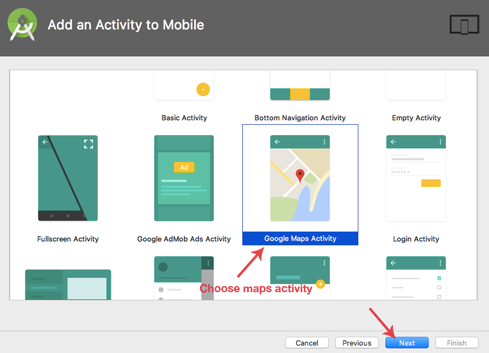 Add an Activity to Mobile
Basic Activity
Bottom Navigation Activity
Empty Activity
Ad
Fullscreen Activity
Google AdMob Ads Activity
Google Maps Activity
Login Activity
Choose maps activity
Cancel
Previous
Next
Finish